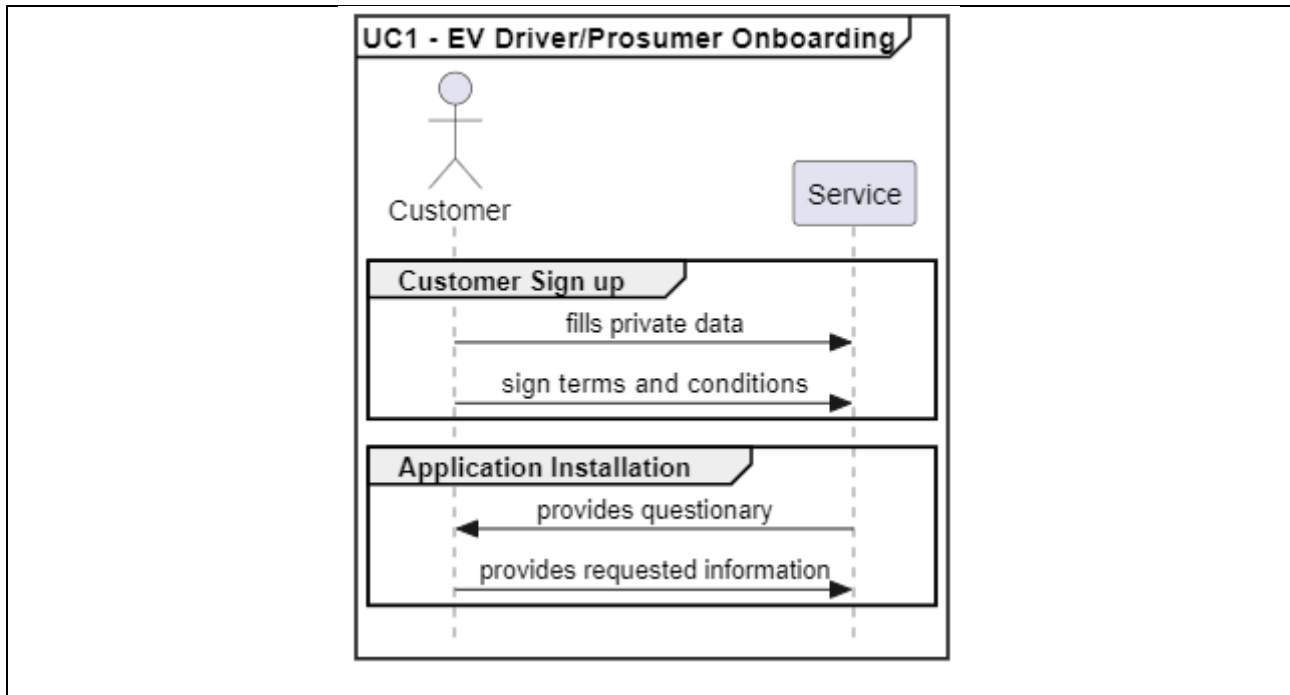 UC1 - EV Driver/Prosumer Onboarding
Customer
Service
Customer Sign up
fills private data
sign terms and conditions
Application Installation
provides questionary
provides requested information